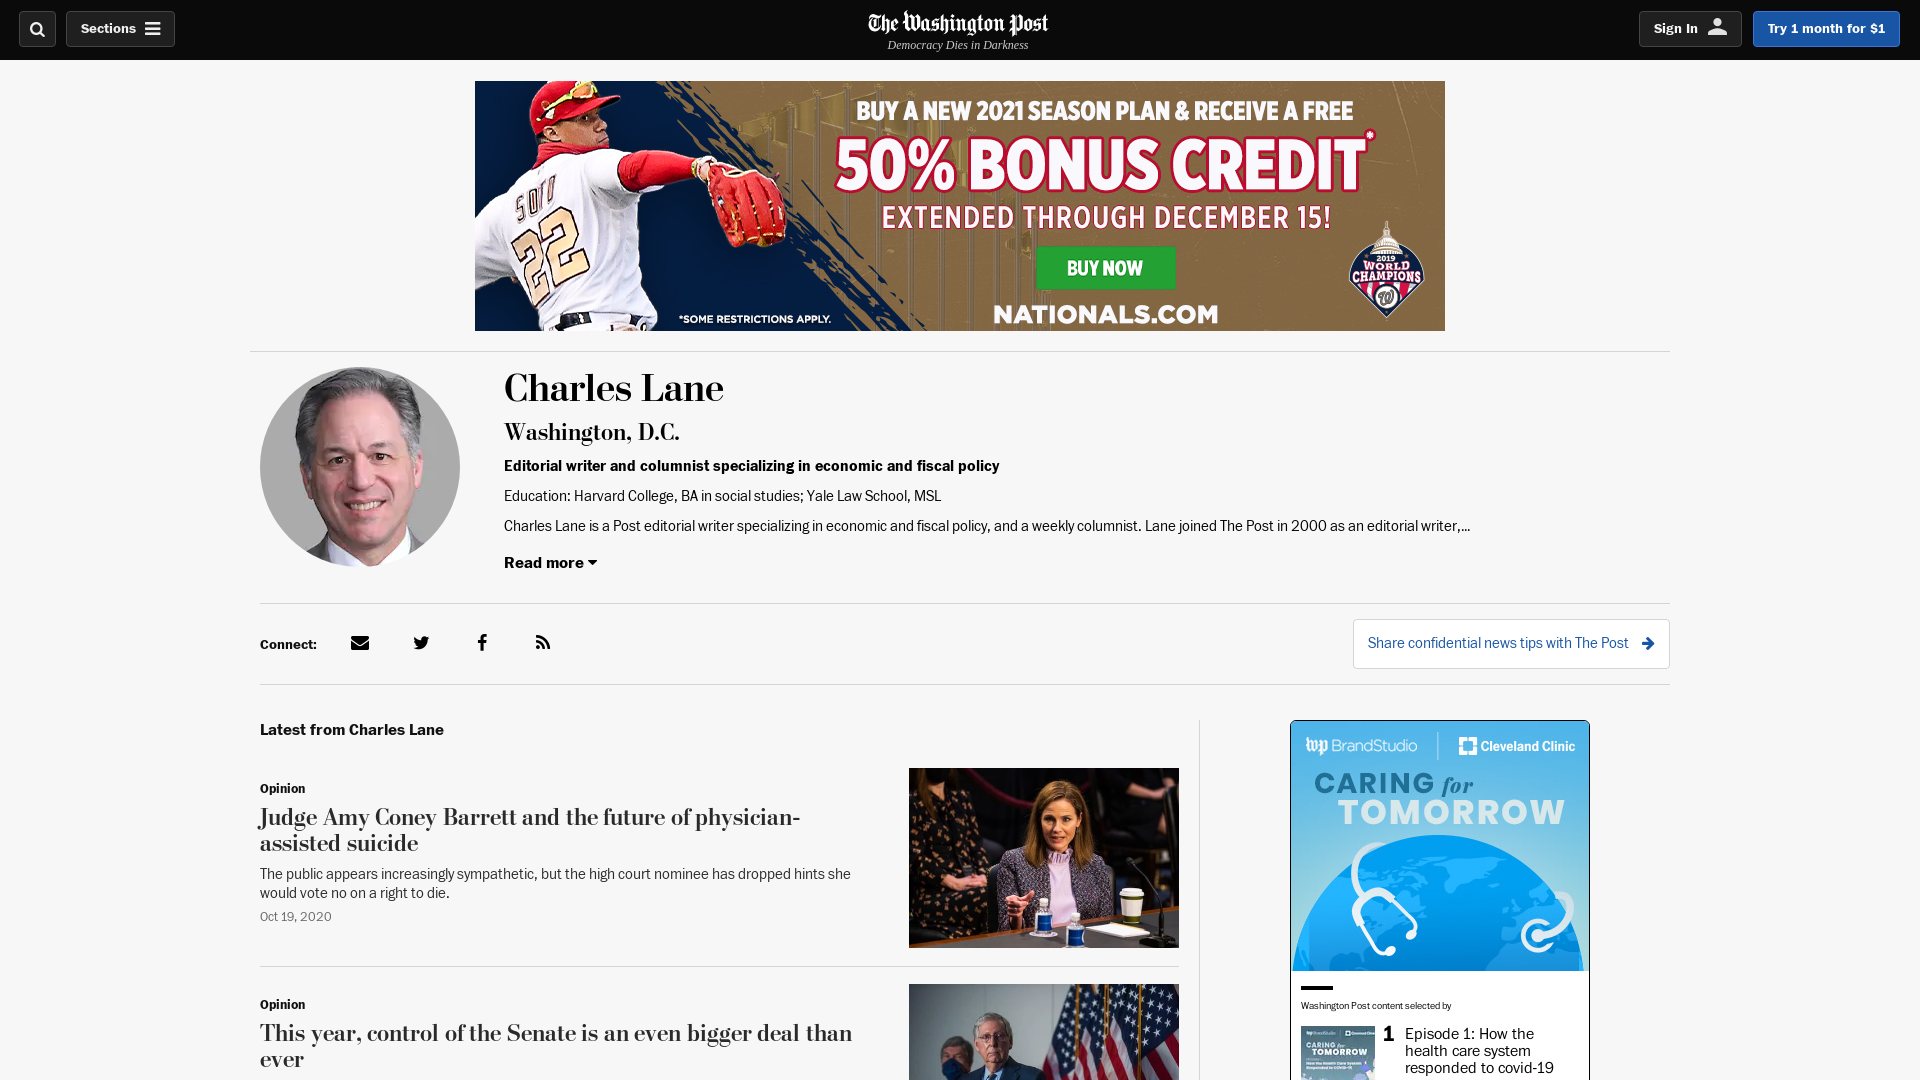 Sections
The Washington Post
Democracy Dies in Darkness
Sign In
Try 1 month for $1
BUY A NEW 2021 SEASON PLAN & RECEIVE A FREE
50% BONUS CREDIT*
EXTENDED THROUGH DECEMBER 15!
BUY NOW
NATIONALS.COM
*SOME RESTRICTIONS APPLY.
SOTO
22
2019
WORLD
CHAMPIONS
W
Charles Lane
Washington, D.C.
Editorial writer and columnist specializing in economic and fiscal policy
Education: Harvard College, BA in social studies; Yale Law School, MSL
Charles Lane is a Post editorial writer specializing in economic and fiscal policy, and a weekly columnist. Lane joined The Post in 2000 as an editorial writer,...
Read more
Connect:
Share confidential news tips with The Post
Latest from Charles Lane
Opinion
Judge Amy Coney Barrett and the future of physician-
assisted suicide
The public appears increasingly sympathetic, but the high court nominee has dropped hints she
would vote no on a right to die.
Oct 19, 2020
Opinion
This year, control of the Senate is an even bigger deal than
ever
wp BrandStudio
Cleveland Clinic
CARING for
TOMORROW
Washington Post content selected by
CARING for
TOMORROW
1
Episode 1: How the
health care system
responded to covid-19